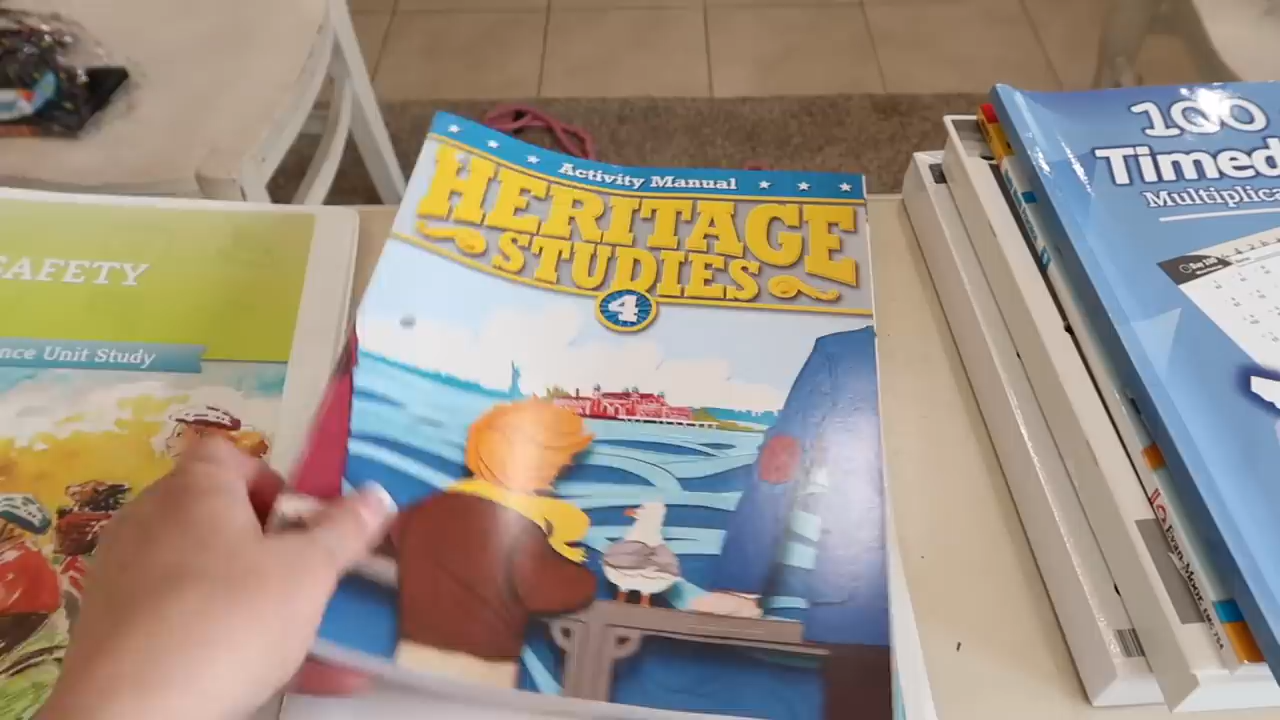 Activity Manual
HERITAGE
STUDIES
4
SAFETY
nce Unit Study
100
Timed
Multiplica
Evan-Moor